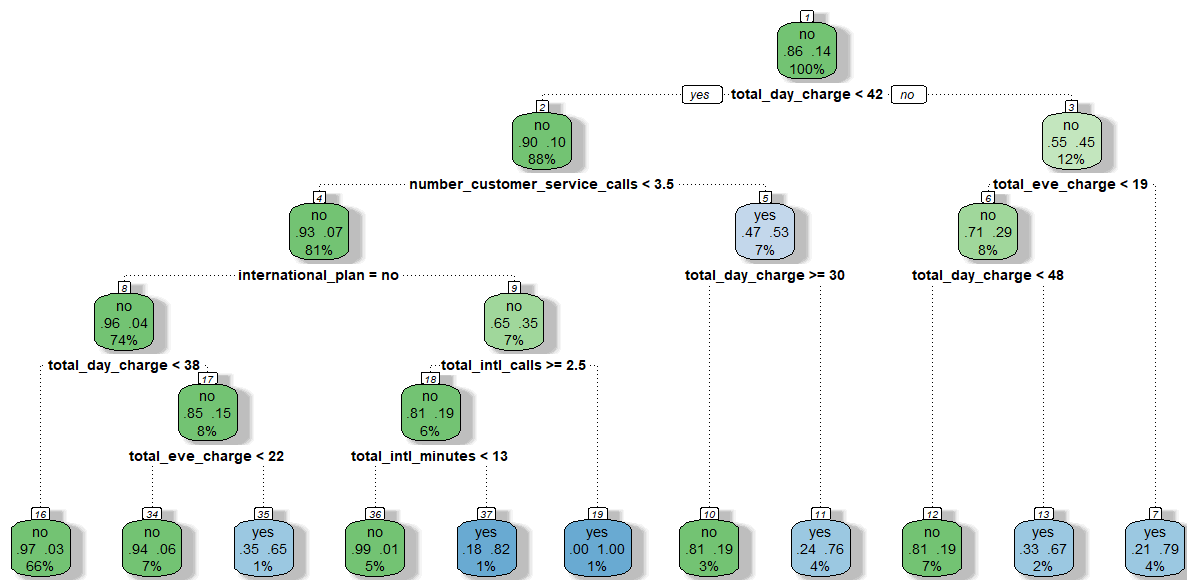 1
no
.86 .14
100%
yes total_day_charge < 42 no
2
no
.90 .10
88%
3
no
.55 .45
12%
number_customer_service_calls < 3.5
total_eve_charge < 19
4
no
.93 .07
81%
5
yes
.47 .53
7%
6
no
.71 .29
8%
international_plan = no
total_day_charge >= 30
total_day_charge < 48
8
no
.96 .04
74%
9
no
.65 .35
7%
total_day_charge < 38
total_intl_calls >= 2.5
17
no
.85 .15
8%
18
no
.81 .19
6%
total_eve_charge < 22
total_intl_minutes < 13
16
no
.97 .03
66%
34
no
.94 .06
7%
35
yes
.35 .65
1%
36
no
.99 .01
5%
37
yes
.18 .82
1%
19
yes
.00 1.00
1%
10
no
.81 .19
3%
11
yes
.24 .76
4%
12
no
.81 .19
7%
13
yes
.33 .67
2%
7
yes
.21 .79
4%